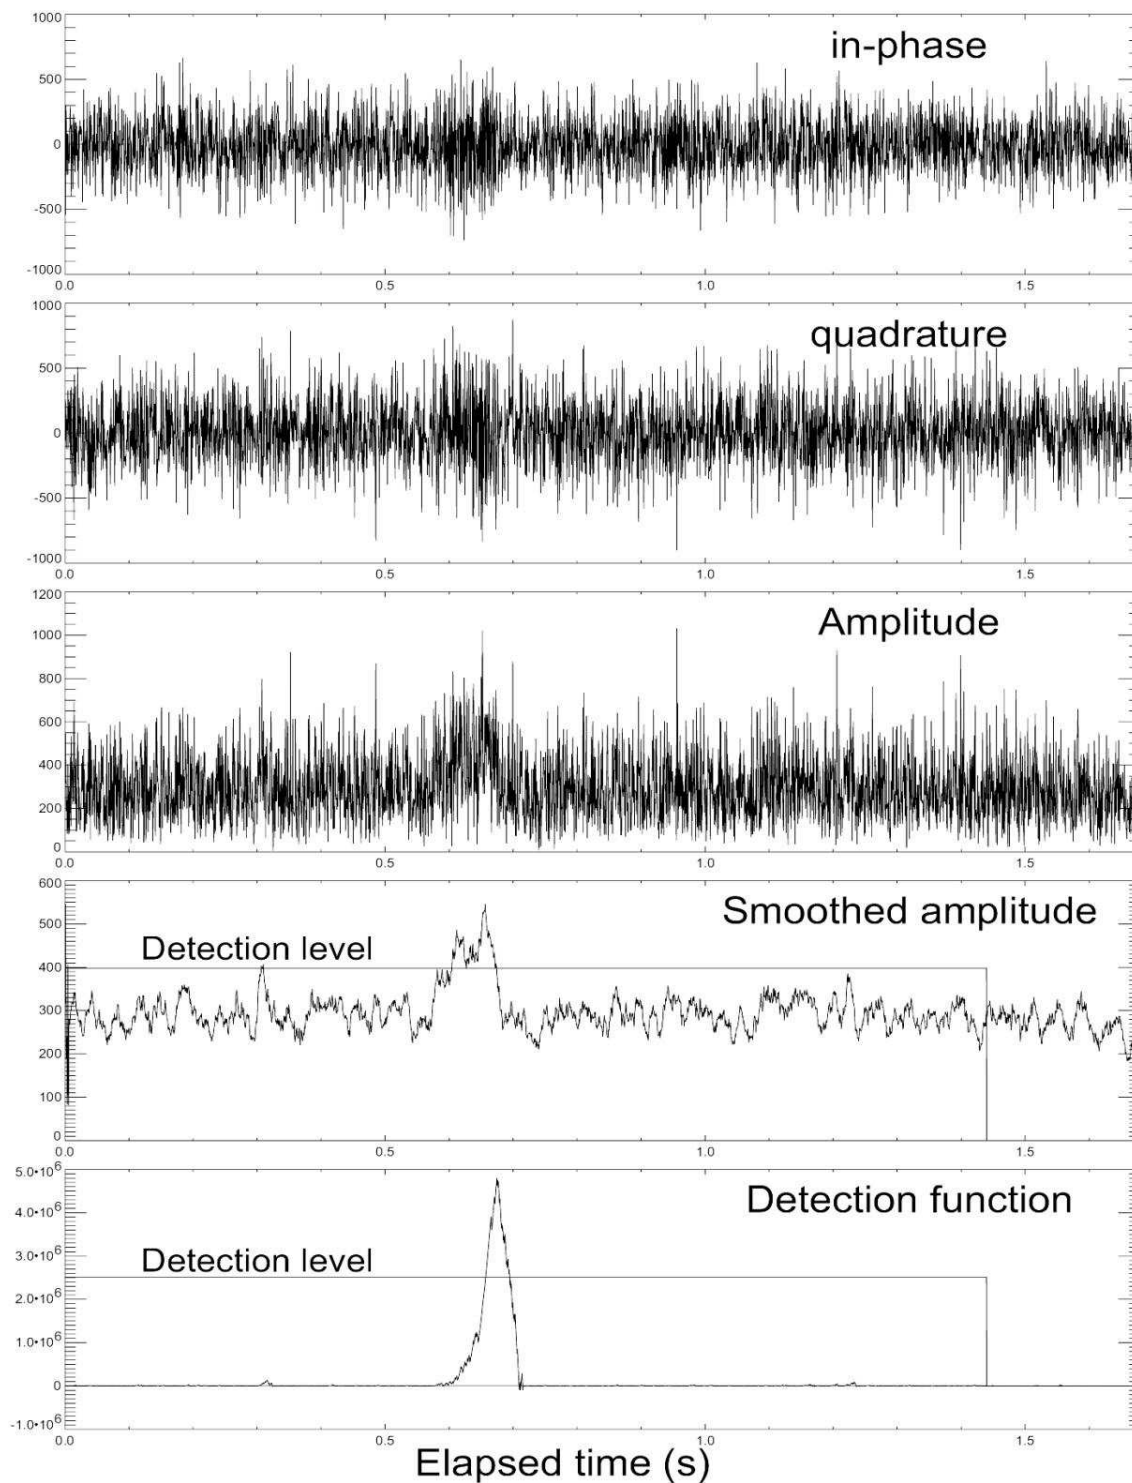 1000
in-phase
500
0
-500
-1000
0.0 0.5 1.0 1.5
1000
quadrature
500
0
-500
-1000
0.0 0.5 1.0 1.5
1200
Amplitude
1000
800
600
400
200
0
0.0 0.5 1.0 1.5
600
Smoothed amplitude
500
Detection level
400
300
200
100
0
0.0 0.5 1.0 1.5
5.0•10⁶
Detection function
4.0•10⁶
3.0•10⁶
Detection level
2.0•10⁶
1.0•10⁶
0
-1.0•10⁶
0.0 0.5 1.0 1.5
Elapsed time (s)